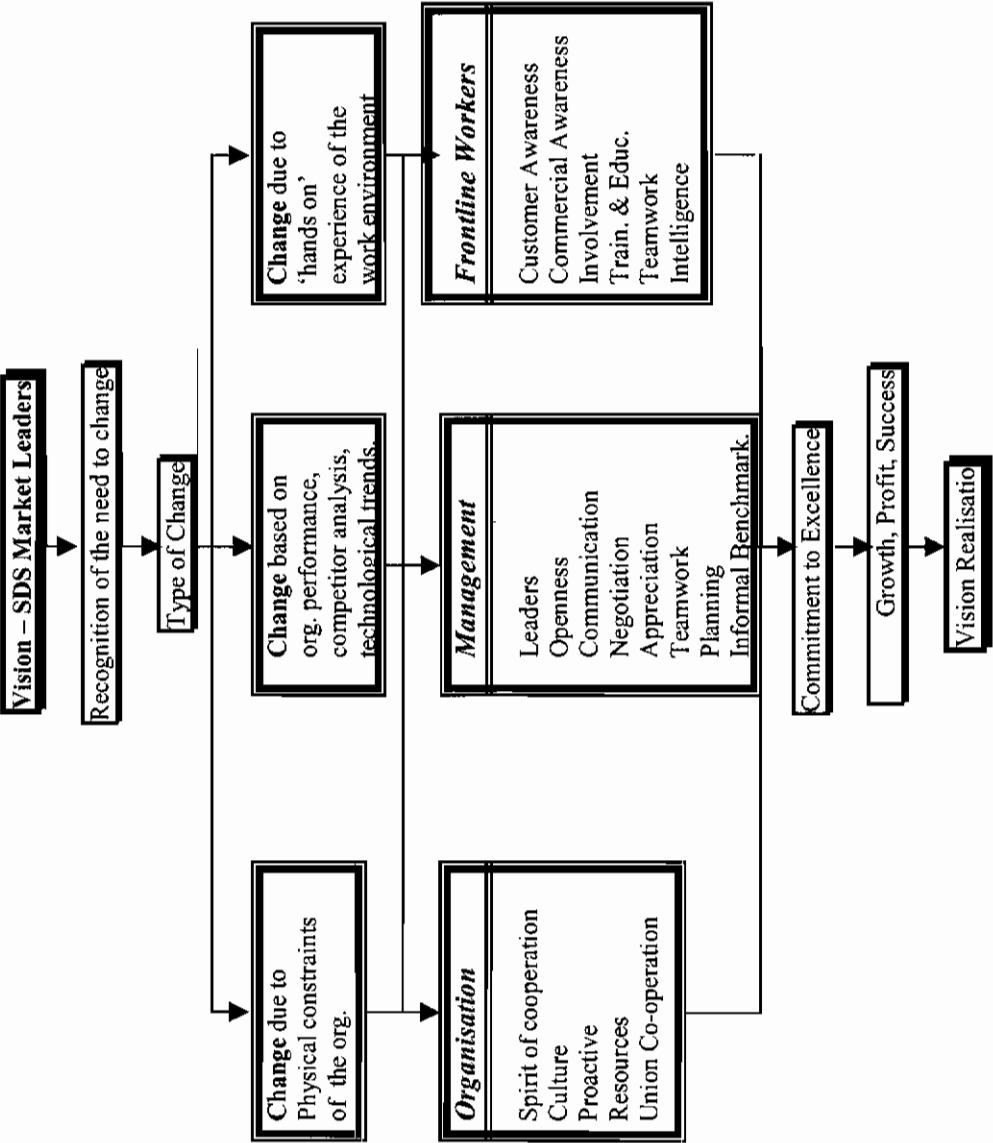 Vision – SDS Market Leaders
Recognition of the need to change
Type of Change
Change due to
Physical constraints
of the org.
Change based on
org. performance,
competitor analysis,
technological trends.
Change due to
‘hands on’
experience of the
work environment
Organisation
Spirit of cooperation
Culture
Proactive
Resources
Union Co-operation
Management
Leaders
Openness
Communication
Negotiation
Appreciation
Teamwork
Planning
Informal Benchmark.
Frontline Workers
Customer Awareness
Commercial Awareness
Involvement
Train. & Educ.
Teamwork
Intelligence
Commitment to Excellence
Growth, Profit, Success
Vision Realisatio